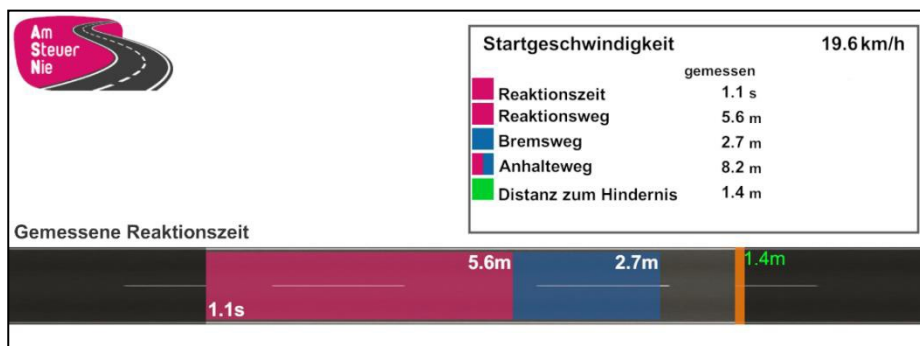 Am
Steuer
Nie
Startgeschwindigkeit 19.6 km/h
gemessen
Reaktionszeit 1.1 s
Reaktionsweg 5.6 m
Bremsweg 2.7 m
Anhalteweg 8.2 m
Distanz zum Hindernis 1.4 m
Gemessene Reaktionszeit
5.6m 2.7m 1.4m
1.1s